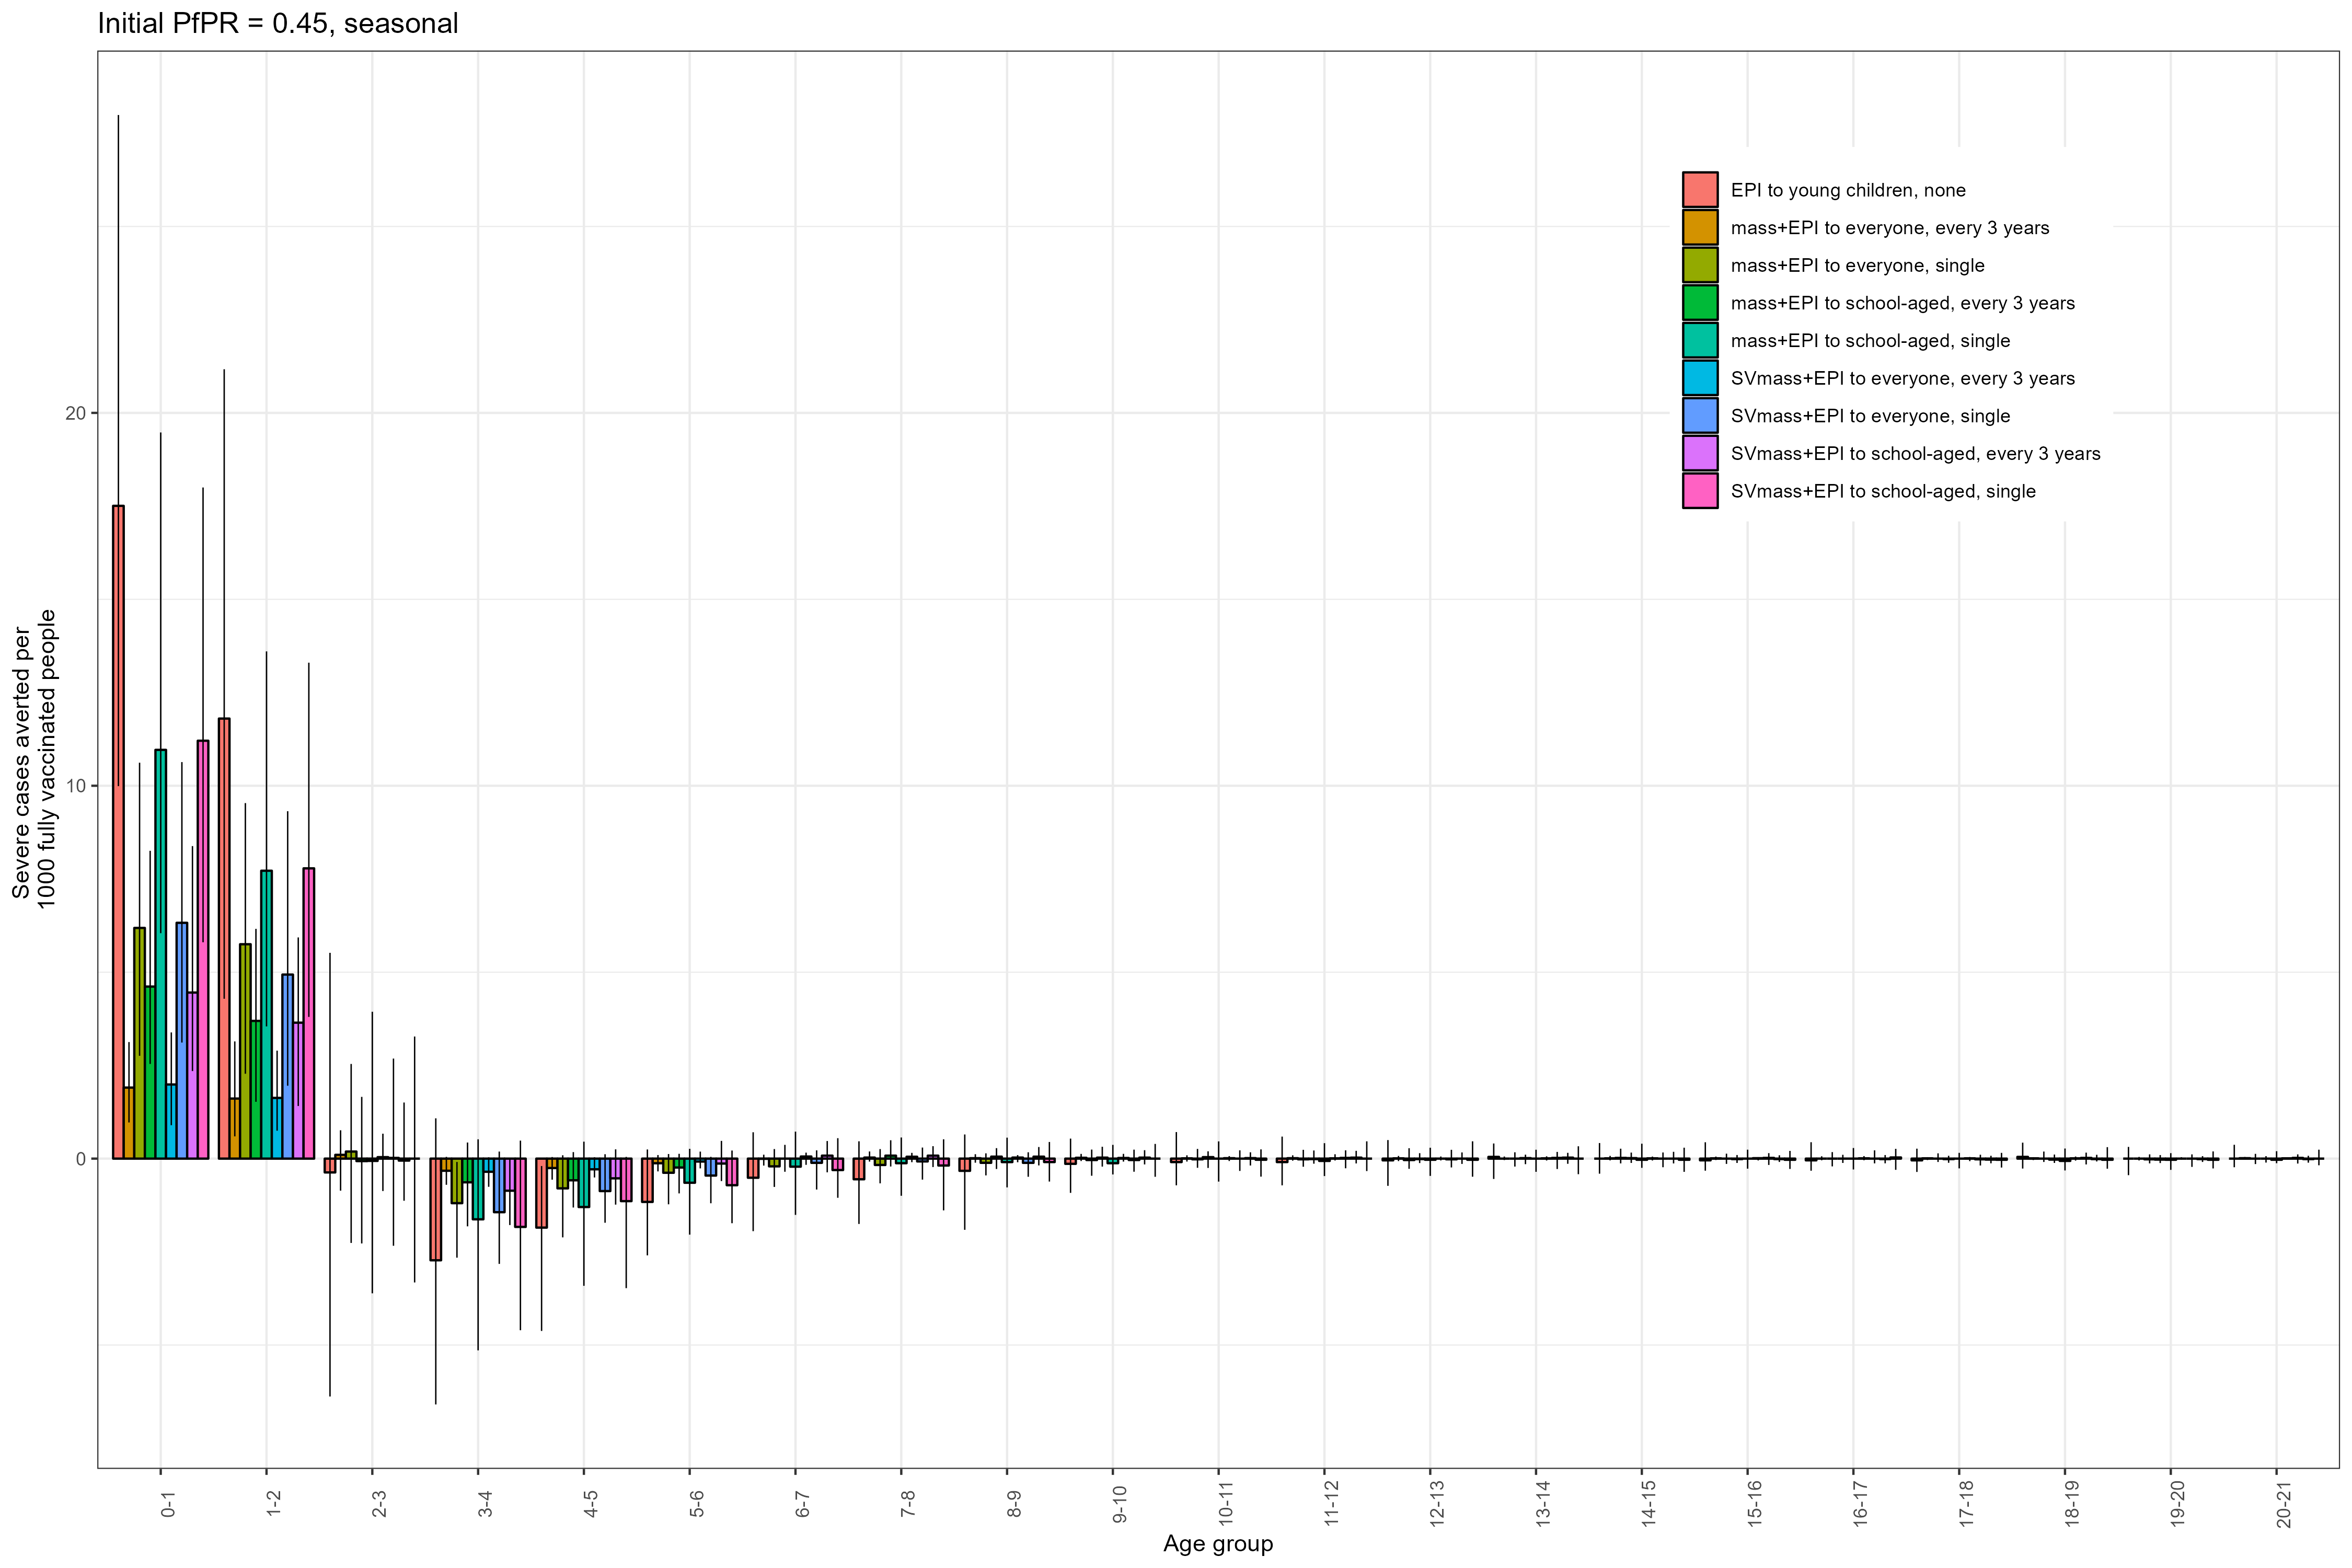 Initial PfPR = 0.45, seasonal
Severe cases averted per
1000 fully vaccinated people
20
10
0
EPI to young children, none
mass+EPI to everyone, every 3 years
mass+EPI to everyone, single
mass+EPI to school-aged, every 3 years
mass+EPI to school-aged, single
SVmass+EPI to everyone, every 3 years
SVmass+EPI to everyone, single
SVmass+EPI to school-aged, every 3 years
SVmass+EPI to school-aged, single
0-1
1-2
2-3
3-4
4-5
5-6
6-7
7-8
8-9
9-10
10-11
11-12
12-13
13-14
14-15
15-16
16-17
17-18
18-19
19-20
20-21
Age group